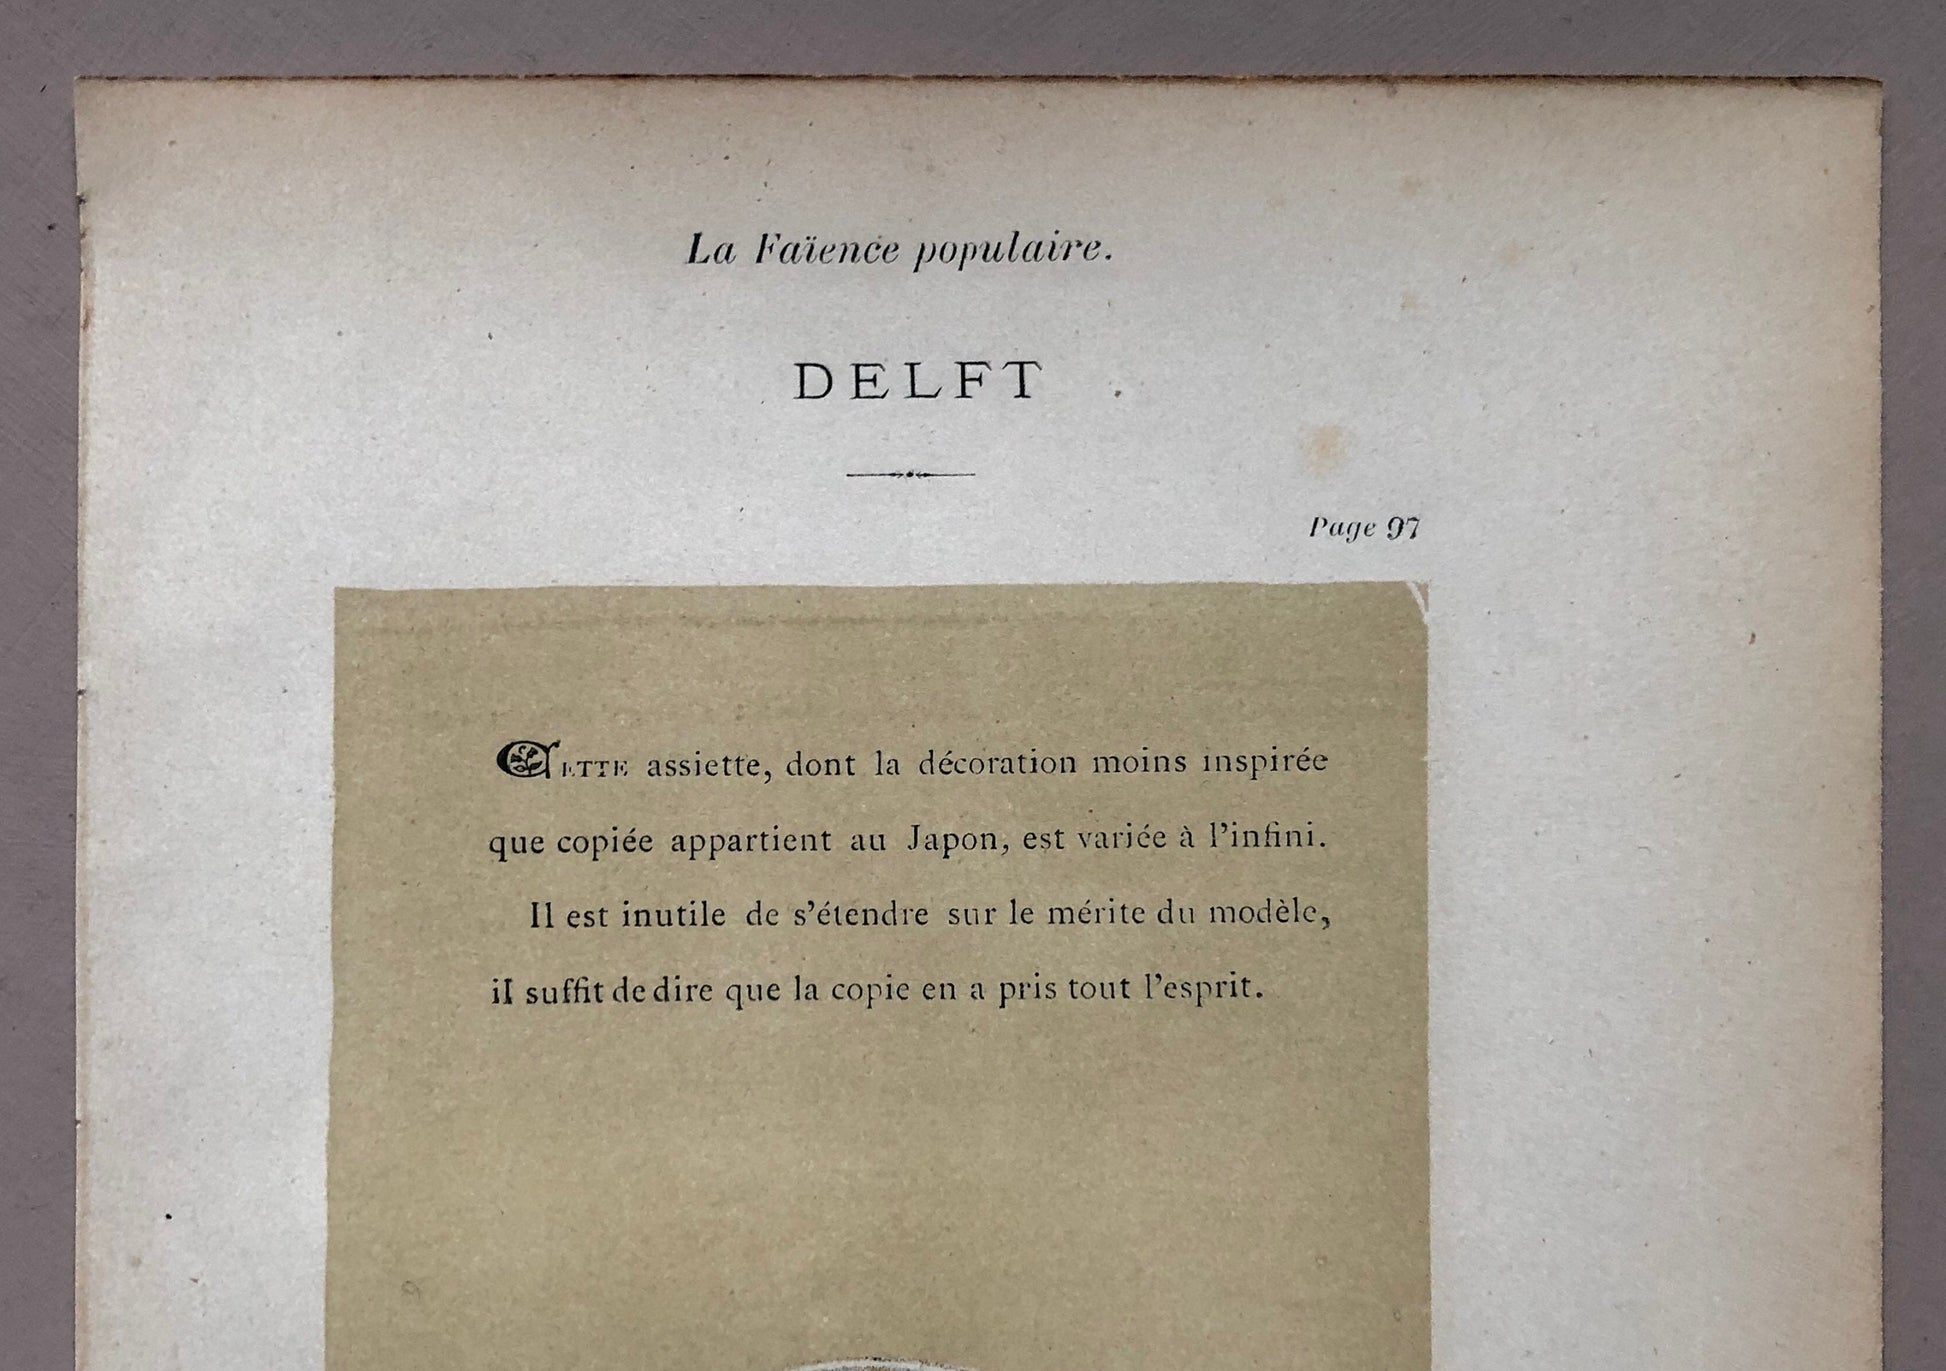 La Faïence populaire.
DELFT
Page 97
CETTE assiette, dont la décoration moins inspirée
que copiée appartient au Japon, est variée à l'infini.
Il est inutile de s'étendre sur le mérite du modèle,
il suffit de dire que la copie en a pris tout l'esprit.